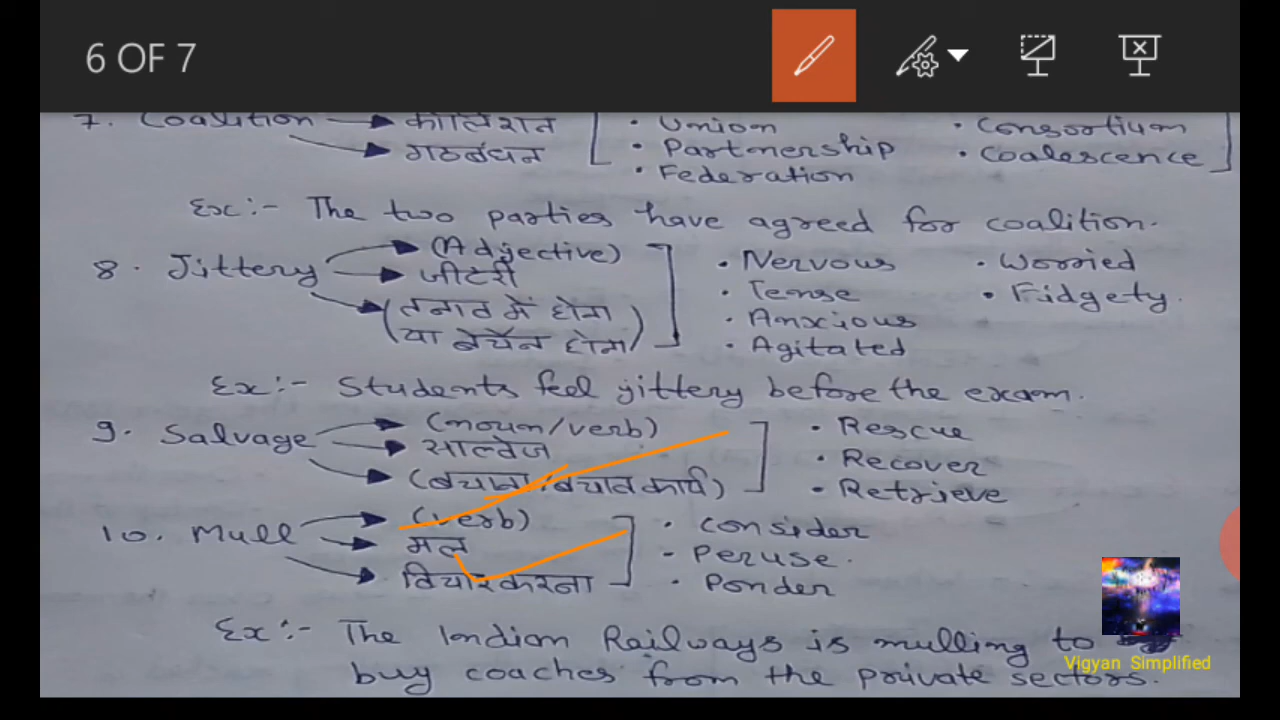 6 OF 7
7. Coalition → कोलिशन • Union • Consortium
→ गठबंधन • Partnership • Coalescence
• Federation
Ex:- The two parties have agreed for coalition.
8. Jittery → (Adjective) • Nervous • Worried
→ जीटरी • Tense • Fidgety
→ (तनाव में होना • Anxious
या बेचैन होना) • Agitated
Ex:- Students feel jittery before the exam.
9. Salvage → (noun/verb) • Rescue
→ साल्वेज • Recover
→ (बचाना/बचाव कार्य) • Retrieve
10. Mull → (verb) • Consider
→ मल • Peruse
→ विचार करना • Ponder
Ex:- The Indian Railways is mulling to
buy coaches from the private sectors.
Vigyan Simplified